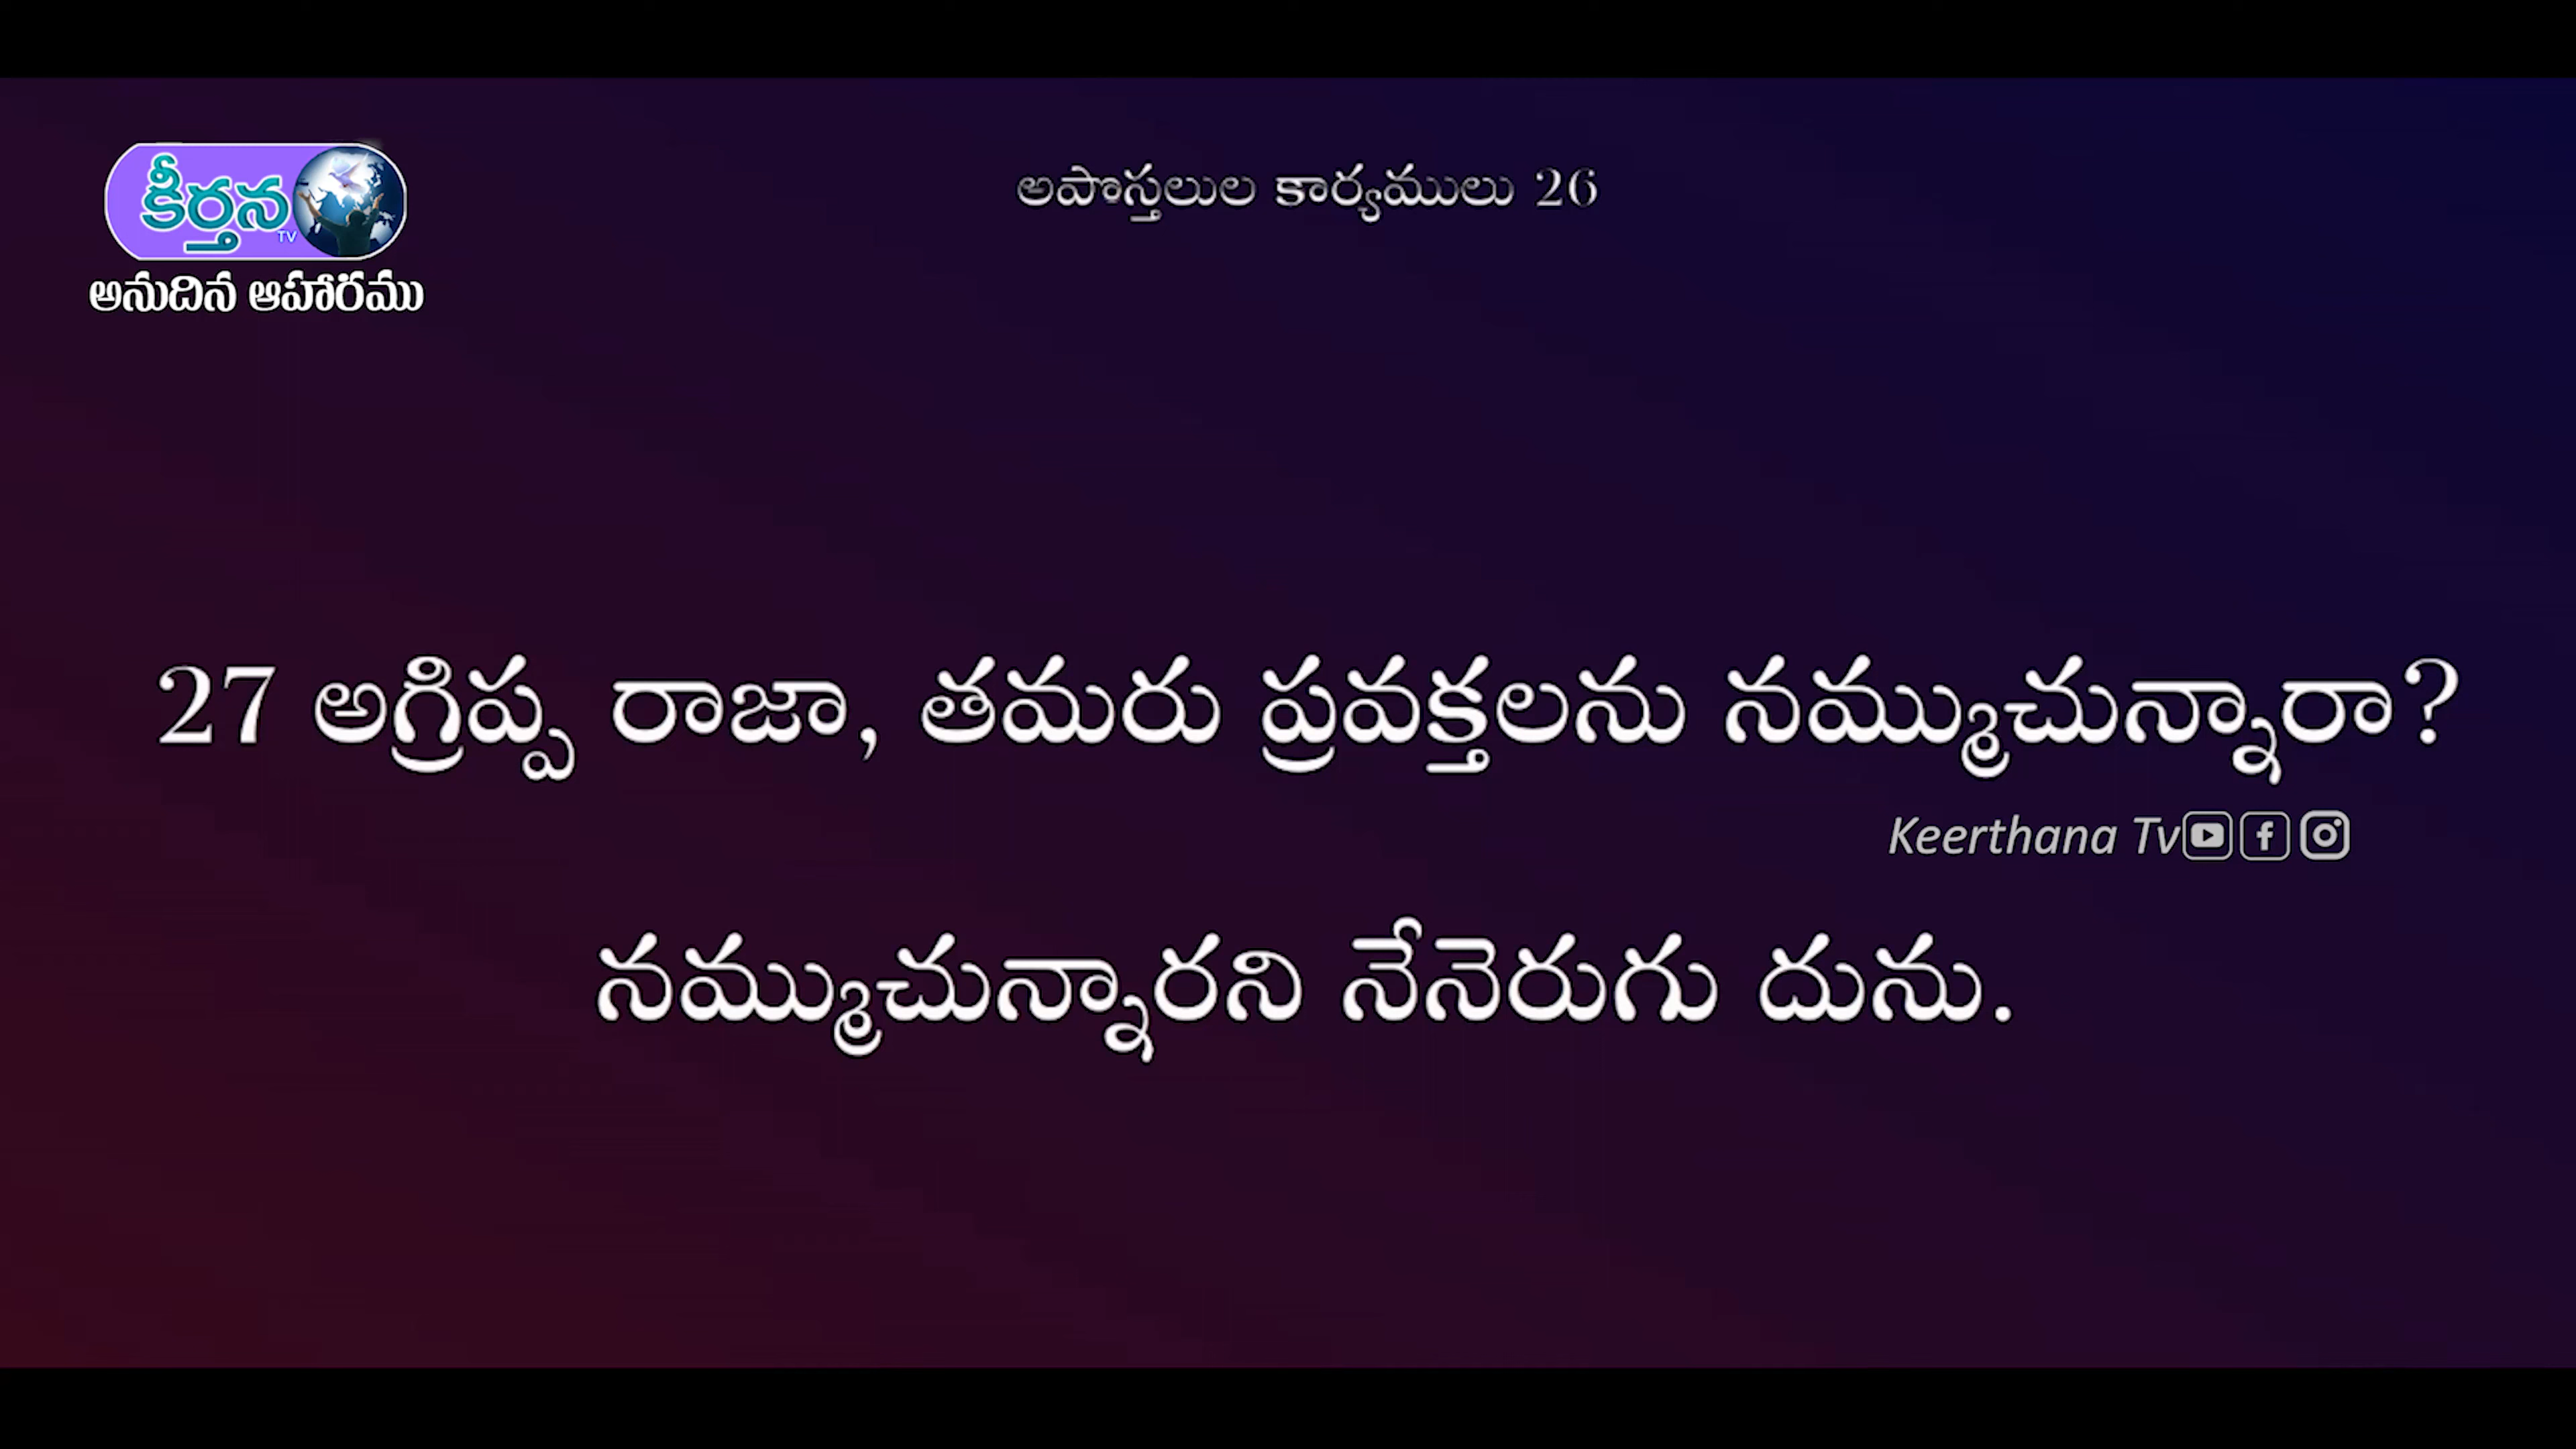 కీర్తన
TV
అనుదిన ఆహారము
అపొస్తలుల కార్యములు 26
27 అగ్రిప్ప రాజా, తమరు ప్రవక్తలను నమ్ముచున్నారా?
Keerthana Tv
నమ్ముచున్నారని నేనెరుగు దును.